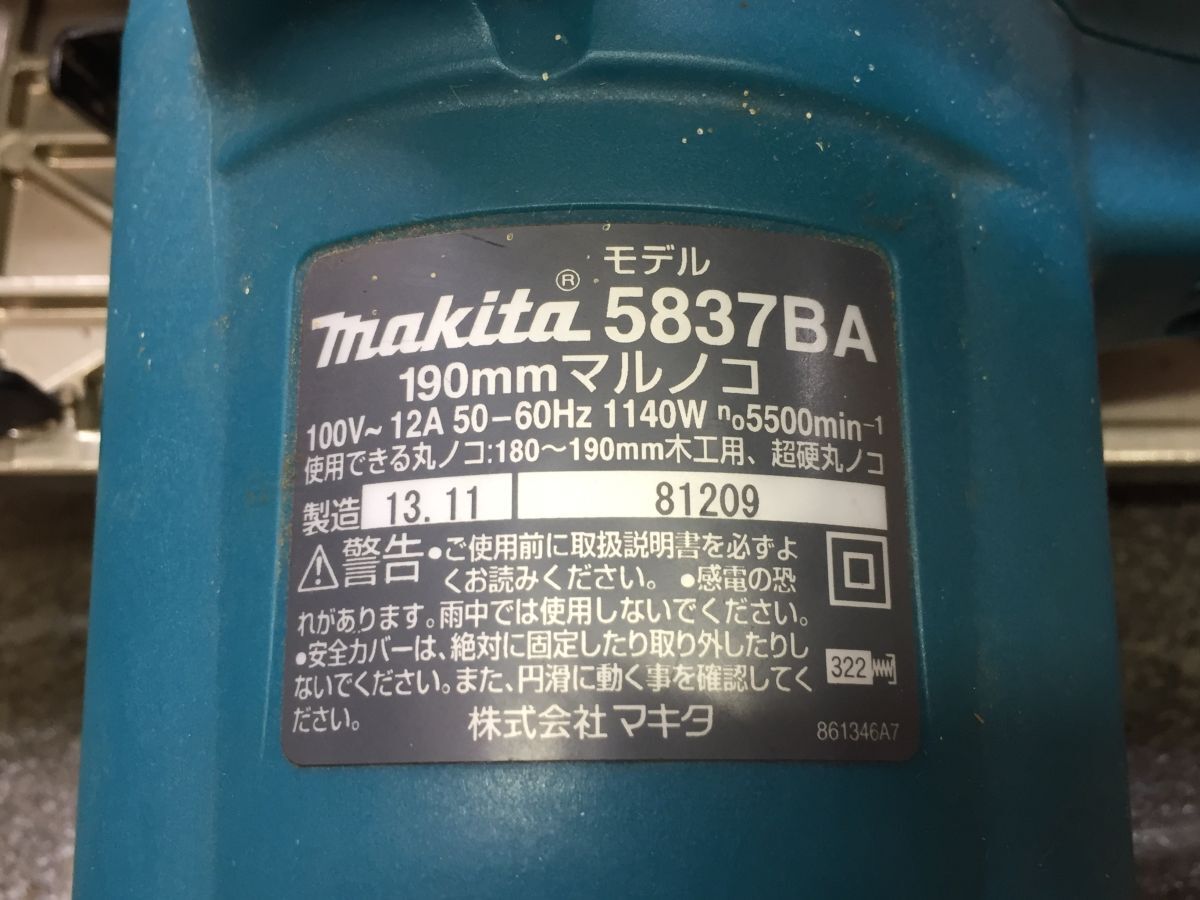 モデル
makita® 5837BA
190mmマルノコ
100V~ 12A 50-60Hz 1140W n₀5500min⁻¹
使用できる丸ノコ:180~190mm木工用、超硬丸ノコ
製造 13.11 81209
⚠警告 ●ご使用前に取扱説明書を必ずよ
くお読みください。 ●感電の恐
れがあります。雨中では使用しないでください。
●安全カバーは、絶対に固定したり取り外したりし
ないでください。また、円滑に動く事を確認してく
ださい。
322
株式会社 マキタ
861346A7